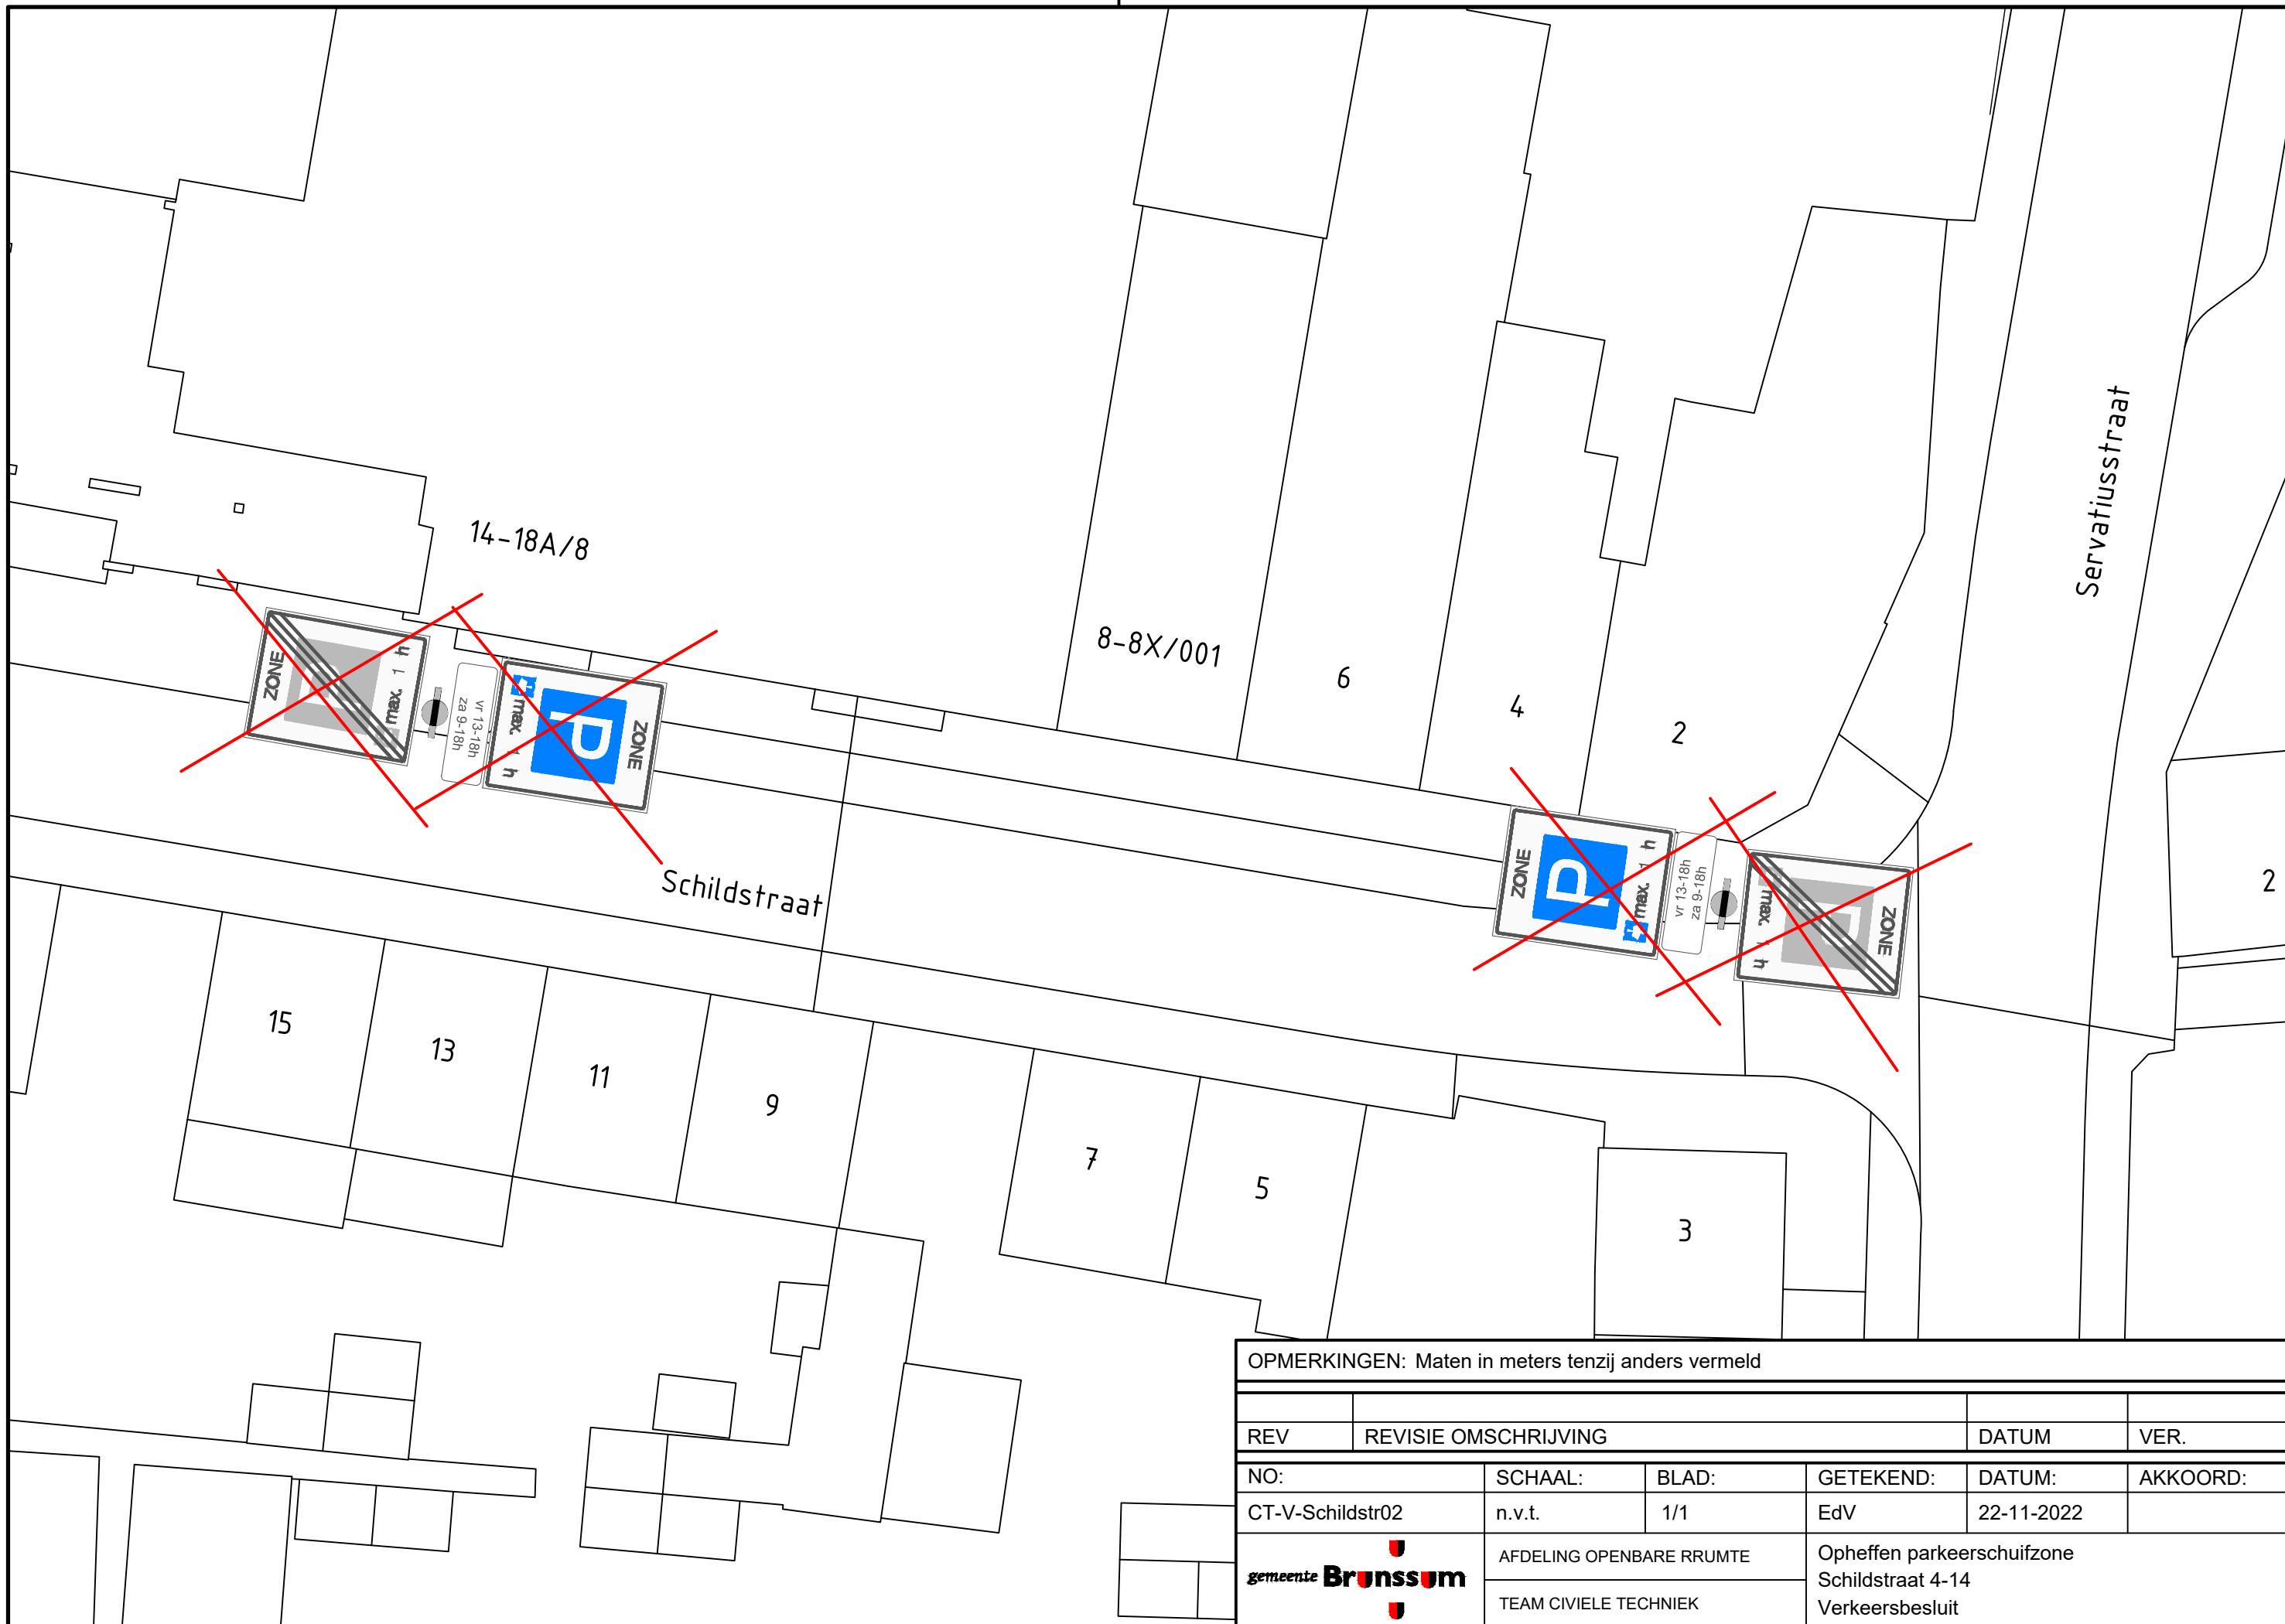 Servatiusstraat
14-18A/8
8-8X/001
6
4
2
2
ZONE
max. 1 h
vr 13-18h
za 9-18h
max. 1 h
ZONE
Schildstraat
ZONE
max. 1 h
vr 13-18h
za 9-18h
max. 1 h
ZONE
15
13
11
9
7
5
3
OPMERKINGEN: Maten in meters tenzij anders vermeld
REV REVISIE OMSCHRIJVING DATUM VER.
NO: SCHAAL: BLAD: GETEKEND: DATUM: AKKOORD:
CT-V-Schildstr02 n.v.t. 1/1 EdV 22-11-2022
gemeente Brunssum
AFDELING OPENBARE RRUMTE
TEAM CIVIELE TECHNIEK
Opheffen parkeerschuifzone
Schildstraat 4-14
Verkeersbesluit
P
P
P
P